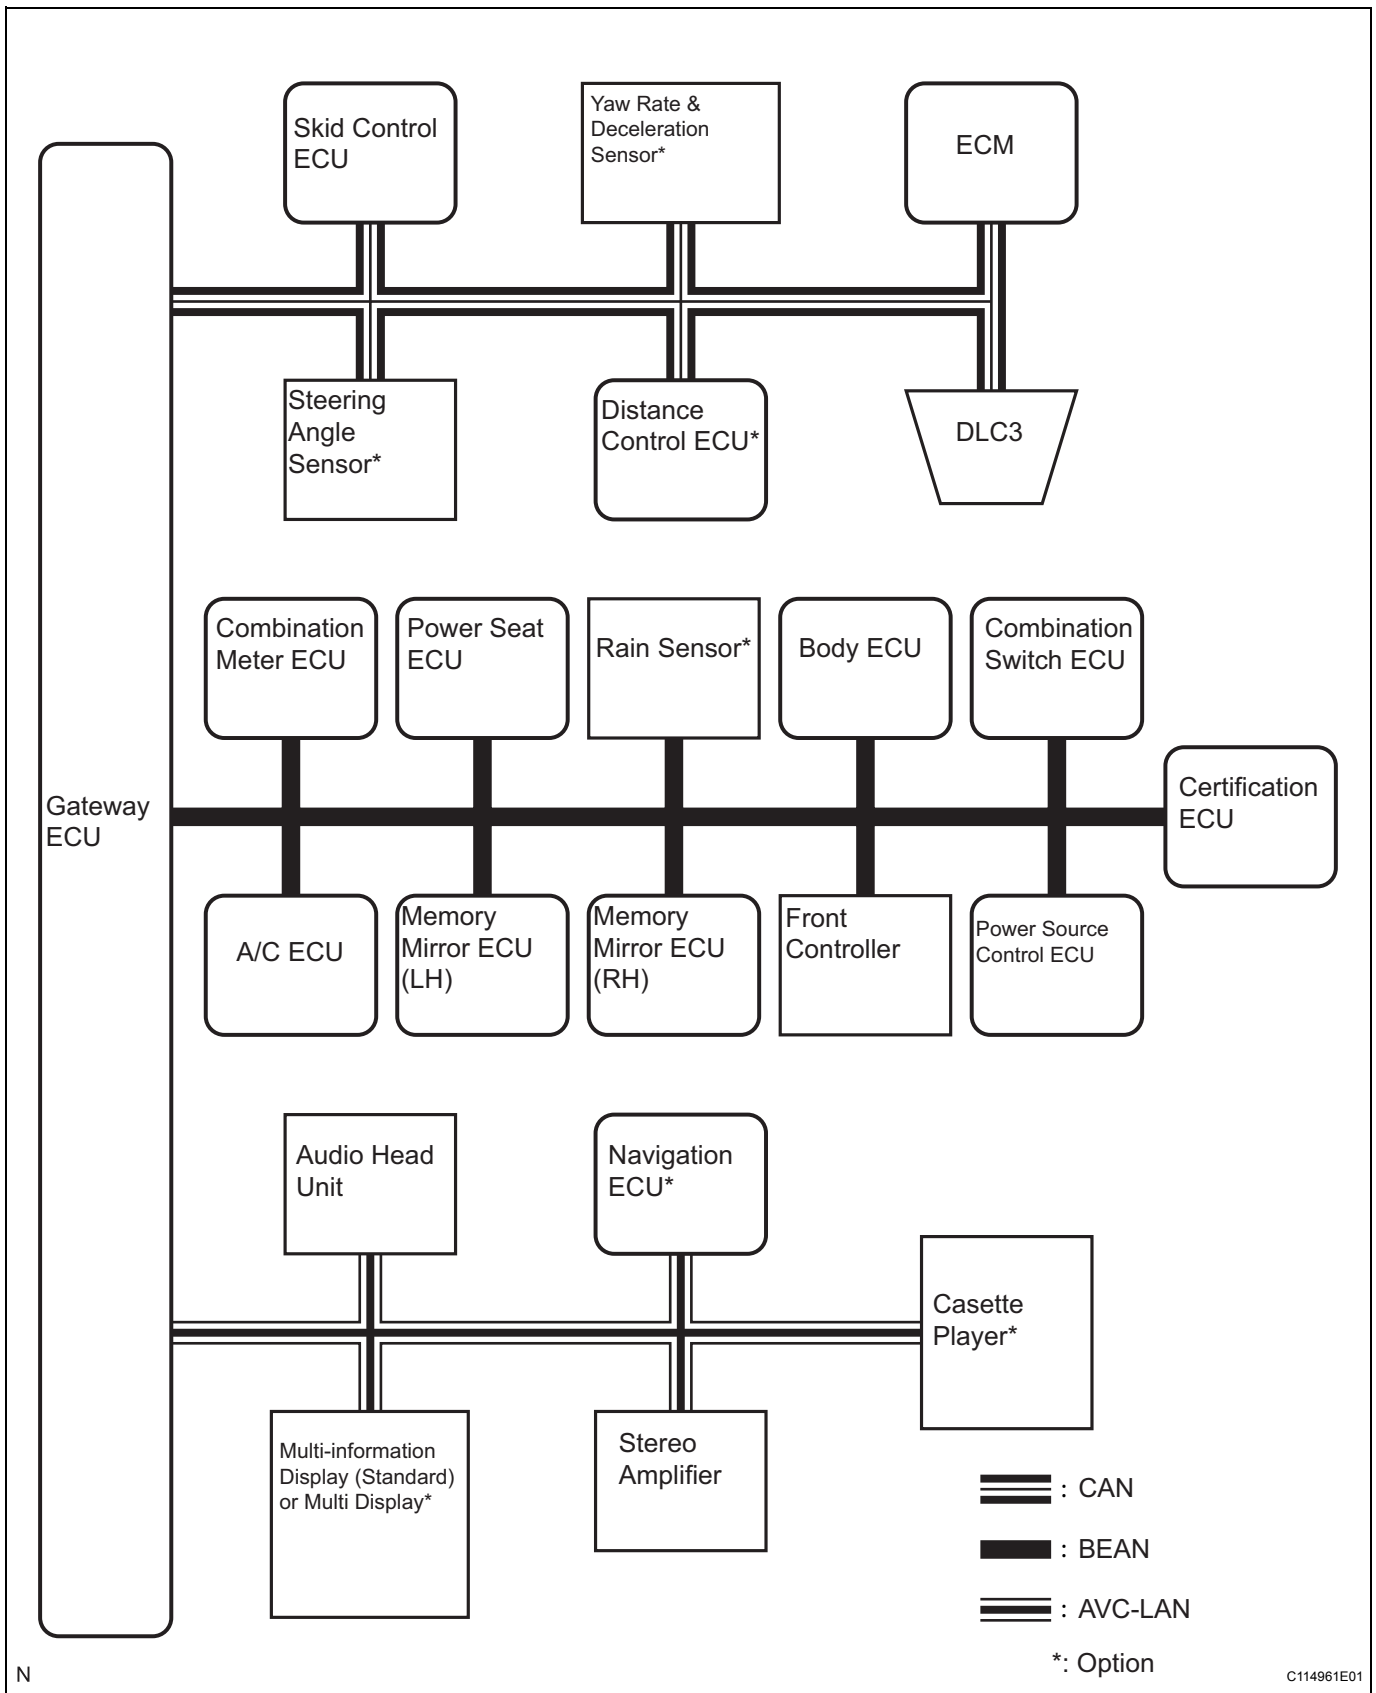 Skid Control
ECU
Yaw Rate &
Deceleration
Sensor*
ECM
Steering
Angle
Sensor*
Distance
Control ECU*
DLC3
Gateway
ECU
Combination
Meter ECU
Power Seat
ECU
Rain Sensor*
Body ECU
Combination
Switch ECU
Certification
ECU
A/C ECU
Memory
Mirror ECU
(LH)
Memory
Mirror ECU
(RH)
Front
Controller
Power Source
Control ECU
Audio Head
Unit
Navigation
ECU*
Casette
Player*
Multi-information
Display (Standard)
or Multi Display*
Stereo
Amplifier
: CAN
: BEAN
: AVC-LAN
*: Option
N
C114961E01